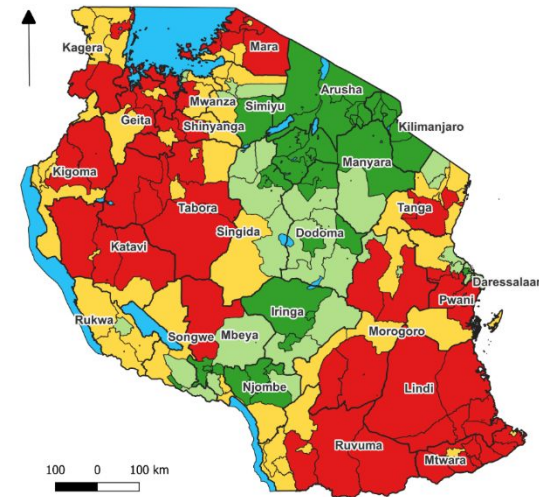 Kagera
Mara
Mwanza
Simiyu
Arusha
Geita
Shinyanga
Kilimanjaro
Kigoma
Manyara
Tabora
Tanga
Singida
Dodoma
Katavi
Daressalaar
Pwani
Iringa
Rukwa
Songwe
Mbeya
Morogoro
Njombe
Lindi
Ruvuma
Mtwara
100 0 100 km